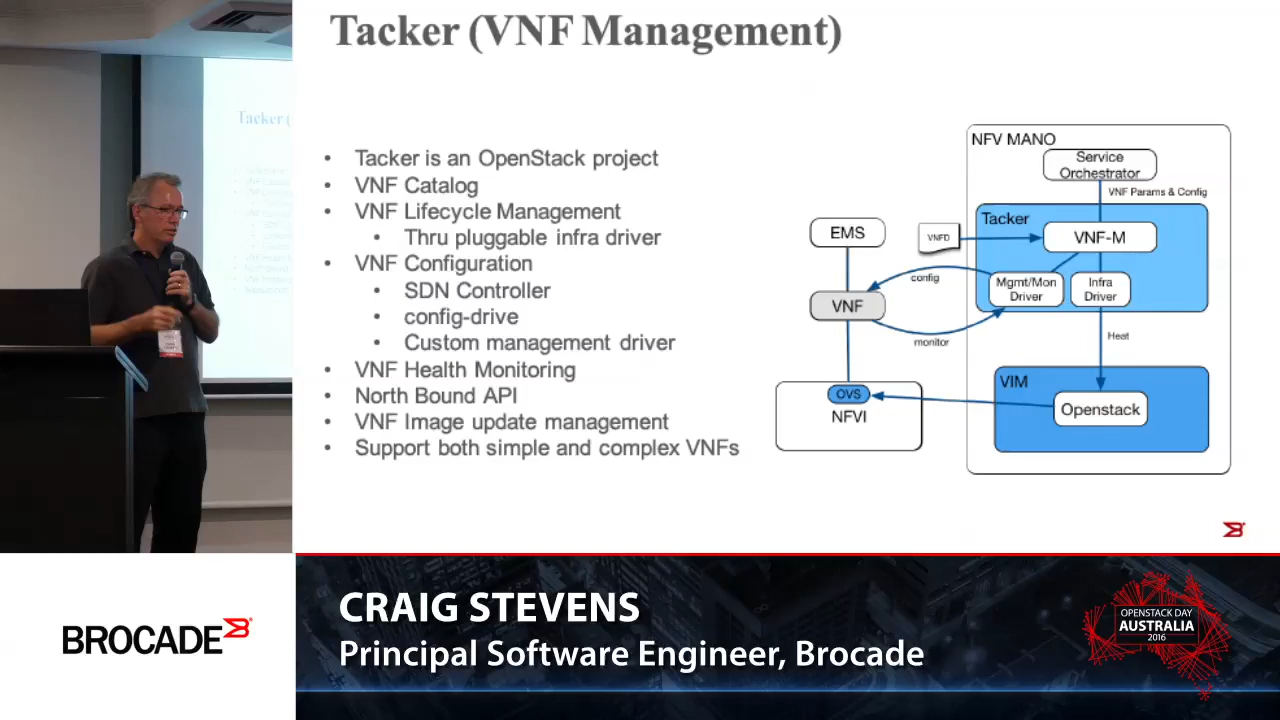 Tacker (VNF Management)
Tacker (
• Tacker is an OpenStack project
• VNF Catalog
• VNF Lifecycle Management
• Thru pluggable infra driver
• VNF Configuration
• SDN Controller
• config-drive
• Custom management driver
• VNF Health Monitoring
• North Bound API
• VNF Image update management
• Support both simple and complex VNFs
NFV MANO
Service
Orchestrator
VNF Params & Config
Tacker
EMS
VNFD
VNF-M
config
Mgmt/Mon
Driver
Infra
Driver
VNF
monitor
Heat
VIM
OVS
NFVI
Openstack
BROCADE
CRAIG STEVENS
Principal Software Engineer, Brocade
OPENSTACK DAY
AUSTRALIA
2016